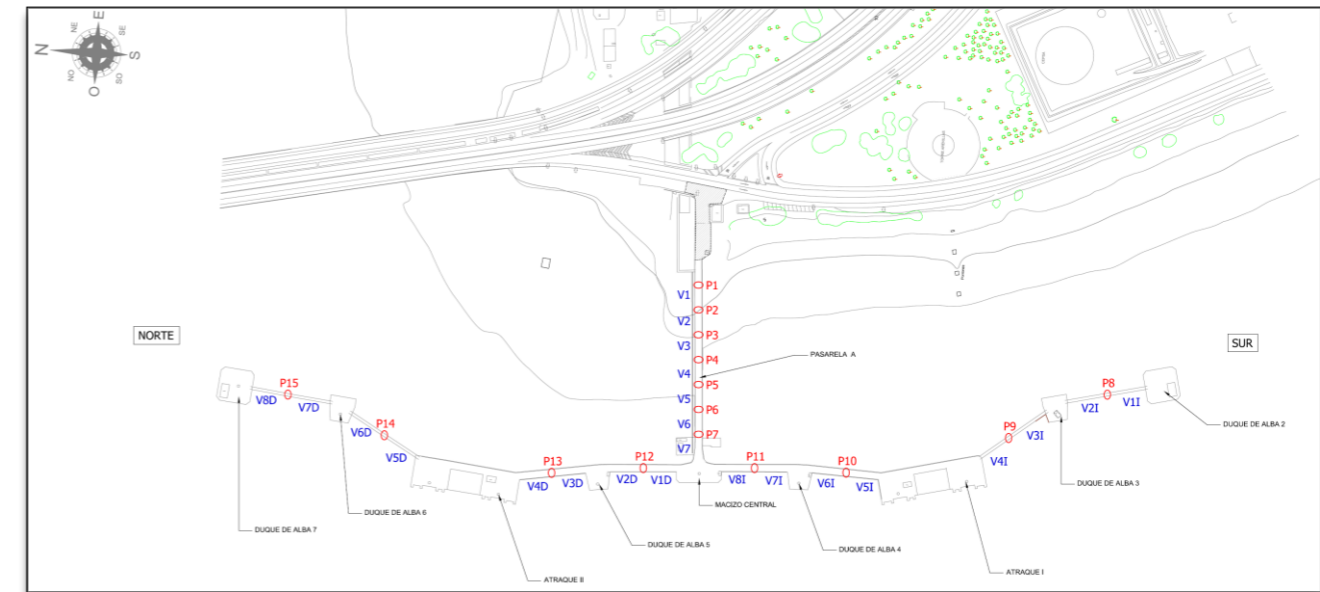 E
NE
SE
N
S
NO
SO
O
P1
V1
P2
V2
P3
NORTE
V3
SUR
P4
PASARELA A
V4
P5
P15
P8
V8D
V7D
V5
V2I
V1I
P6
DUQUE DE ALBA 2
V6
P14
P7
P9
V6D
V3I
V7
V5D
V4I
P13
P12
P11
P10
V4D
V3D
V2D
V1D
V8I
V7I
V6I
V5I
DUQUE DE ALBA 3
MACIZO CENTRAL
DUQUE DE ALBA 6
DUQUE DE ALBA 7
DUQUE DE ALBA 5
DUQUE DE ALBA 4
ATRAQUE II
ATRAQUE I